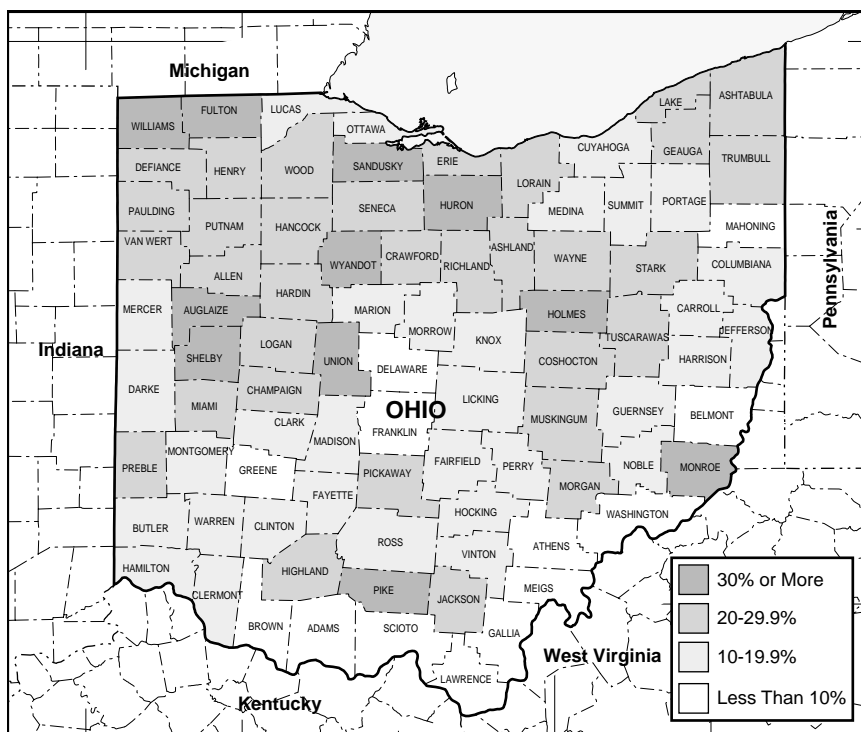 Michigan
LAKE
ASHTABULA
WILLIAMS
FULTON
LUCAS
OTTAWA
CUYAHOGA
GEAUGA
TRUMBULL
DEFIANCE
HENRY
WOOD
SANDUSKY
ERIE
LORAIN
PAULDING
PUTNAM
HANCOCK
SENECA
HURON
MEDINA
SUMMIT
PORTAGE
MAHONING
VAN WERT
ALLEN
WYANDOT
CRAWFORD
RICHLAND
ASHLAND
WAYNE
STARK
COLUMBIANA
Pennsylvania
MERCER
AUGLAIZE
HARDIN
MARION
MORROW
KNOX
HOLMES
TUSCARAWAS
CARROLL
JEFFERSON
Indiana
SHELBY
LOGAN
UNION
DELAWARE
COSHOCTON
HARRISON
DARKE
MIAMI
CHAMPAIGN
CLARK
OHIO
LICKING
MUSKINGUM
GUERNSEY
BELMONT
FRANKLIN
MADISON
PREBLE
MONTGOMERY
GREENE
PICKAWAY
FAIRFIELD
PERRY
MORGAN
NOBLE
MONROE
FAYETTE
HOCKING
WASHINGTON
BUTLER
WARREN
CLINTON
ROSS
VINTON
ATHENS
HAMILTON
CLERMONT
HIGHLAND
PIKE
JACKSON
MEIGS
BROWN
ADAMS
SCIOTO
GALLIA
LAWRENCE
West Virginia
Kentucky
30% or More
20-29.9%
10-19.9%
Less Than 10%